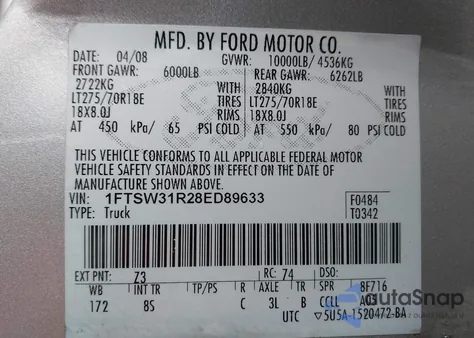 MFD. BY FORD MOTOR CO.
DATE: 04/08 GVWR: 10000LB/ 4536KG
FRONT GAWR: 6000LB REAR GAWR: 6262LB
2722KG WITH 2840KG WITH
LT275/70R18E TIRES LT275/70R18E TIRES
18X8.0J RIMS 18X8.0J RIMS
AT 450 kPa/ 65 PSI COLD AT 550 kPa/ 80 PSI COLD
THIS VEHICLE CONFORMS TO ALL APPLICABLE FEDERAL MOTOR
VEHICLE SAFETY STANDARDS IN EFFECT ON THE DATE OF
MANUFACTURE SHOWN ABOVE.
VIN: 1FTSW31R28ED89633 F0484
TYPE: Truck T0342
EXT PNT: Z3 RC: 74 DSO:
WB INT TR TP/PS R AXLE TR SPR 8F716
172 8S C 3L B CCLL
UTC 5U5A-1520472-BA
AutoSnap